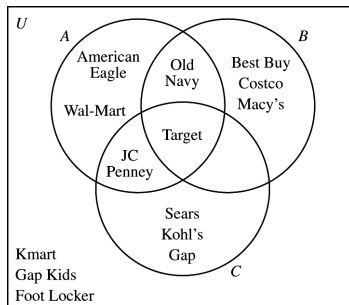 U
A
B
American
Eagle
Old
Navy
Best Buy
Costco
Macy's
Wal-Mart
Target
JC
Penney
Sears
Kohl's
Gap
C
Kmart
Gap Kids
Foot Locker